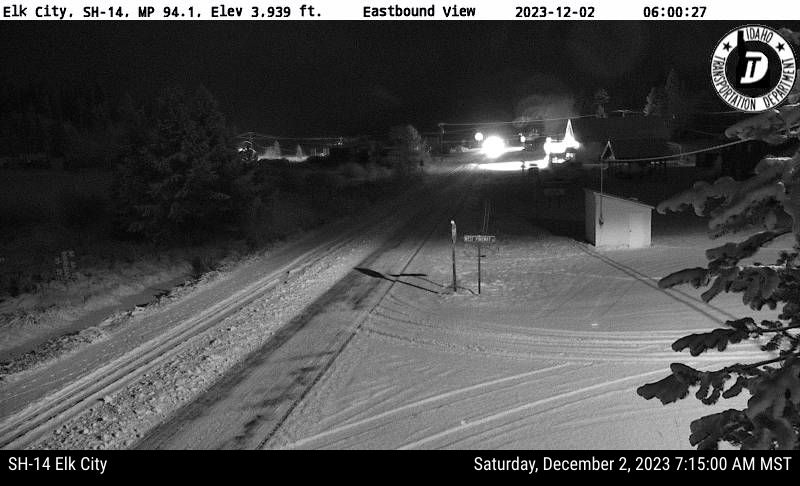 Elk City, SH-14, MP 94.1, Elev 3,939 ft. Eastbound View 2023-12-02 06:00:27
IDAHO
TRANSPORTATION DEPARTMENT
SH-14 Elk City
Saturday, December 2, 2023 7:15:00 AM MST